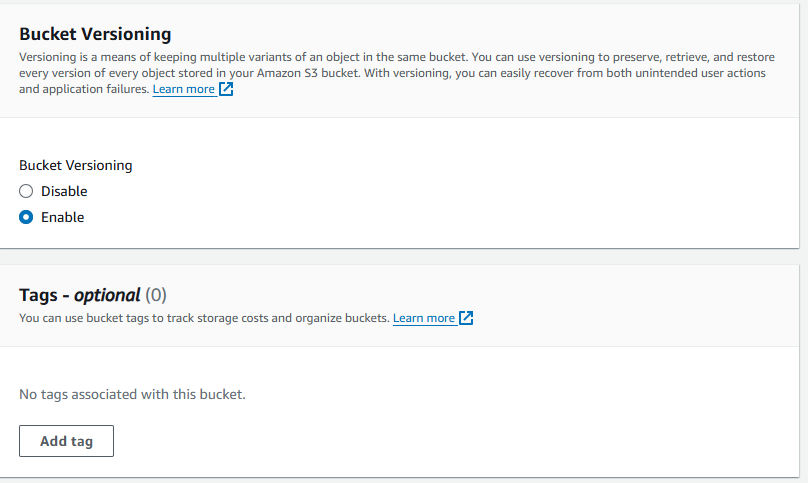 Bucket Versioning
Versioning is a means of keeping multiple variants of an object in the same bucket. You can use versioning to preserve, retrieve, and restore
every version of every object stored in your Amazon S3 bucket. With versioning, you can easily recover from both unintended user actions
and application failures. Learn more
Bucket Versioning
Disable
Enable
Tags - optional (0)
You can use bucket tags to track storage costs and organize buckets. Learn more
No tags associated with this bucket.
Add tag